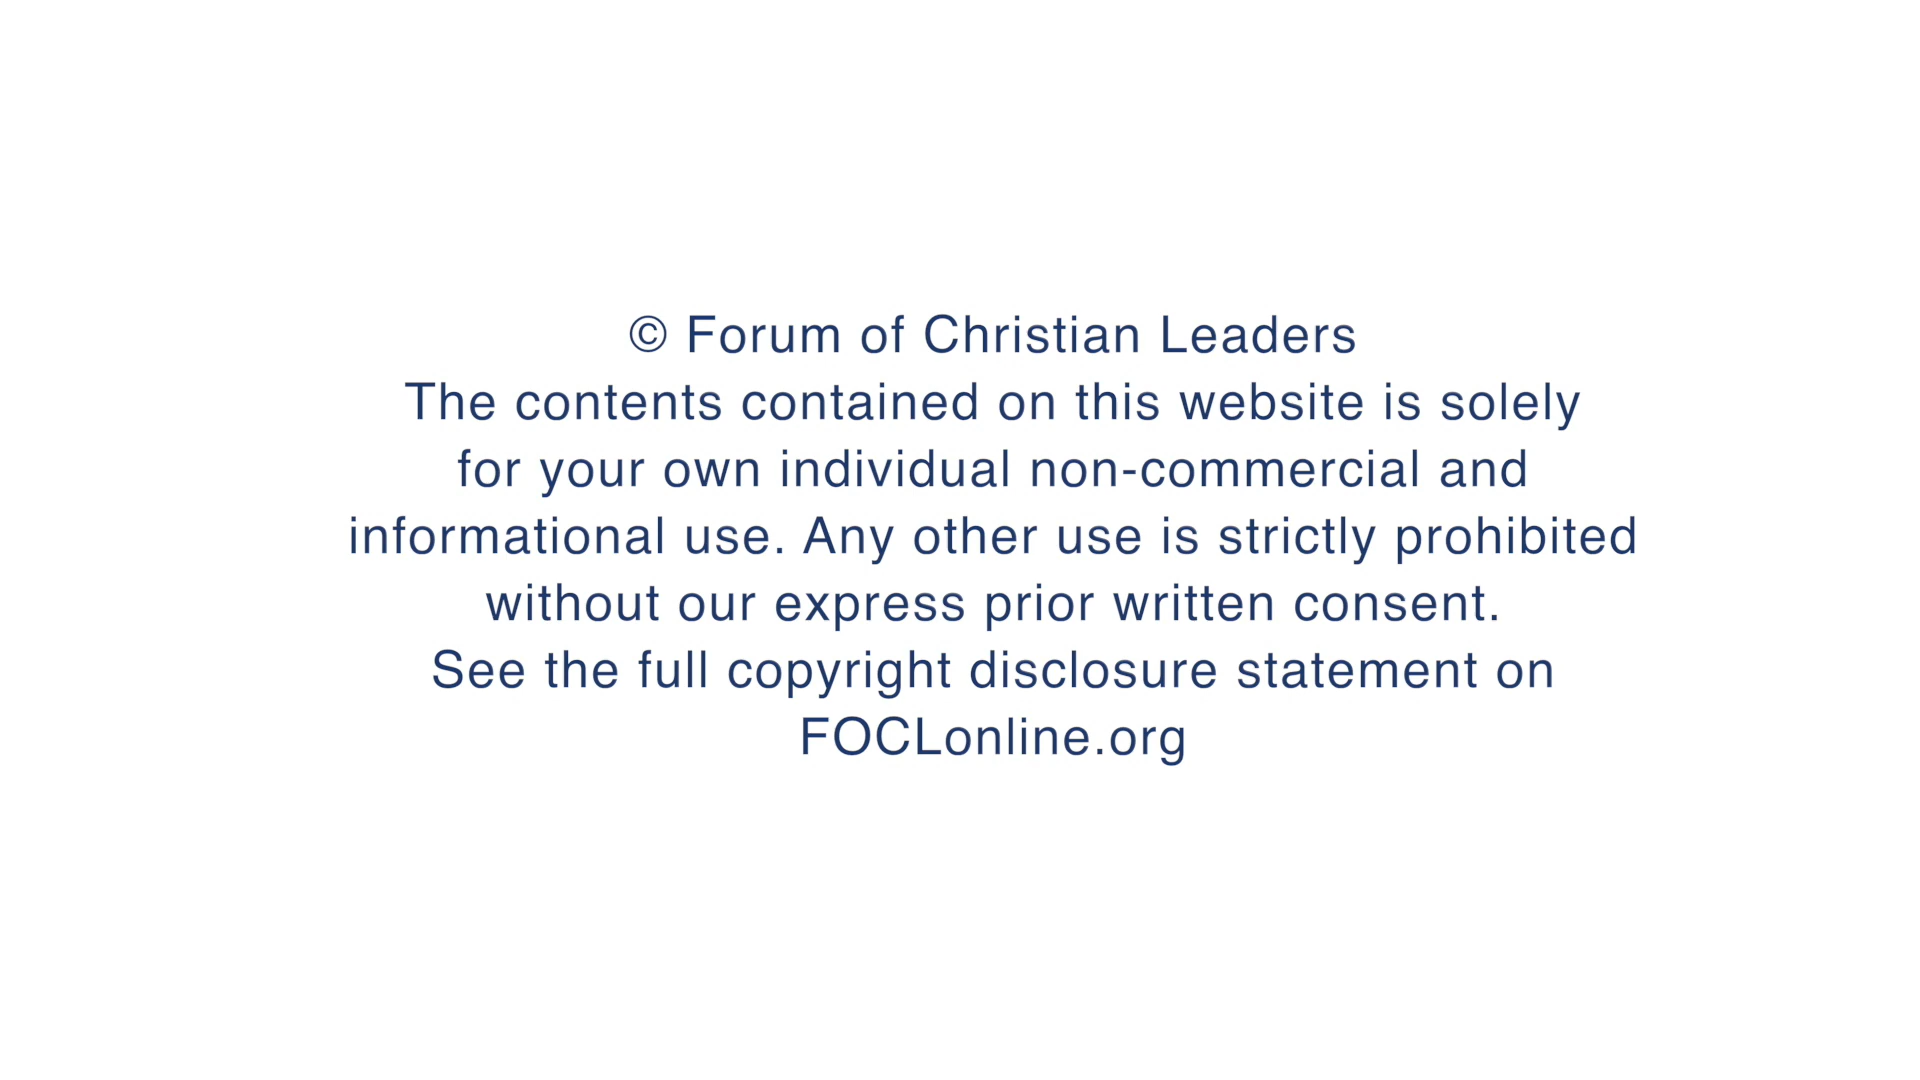 © Forum of Christian Leaders
The contents contained on this website is solely
for your own individual non-commercial and
informational use. Any other use is strictly prohibited
without our express prior written consent.
See the full copyright disclosure statement on
FOCLonline.org